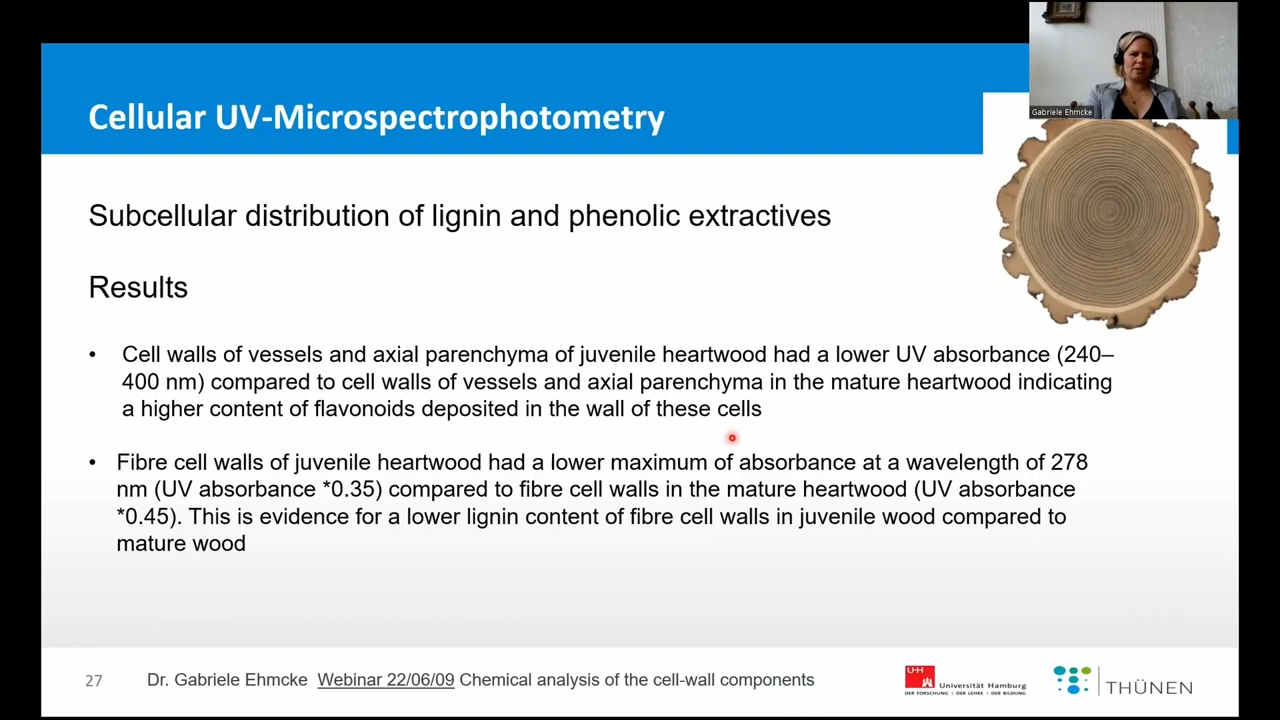 Gabriele Ehmcke
Cellular UV-Microspectrophotometry
Subcellular distribution of lignin and phenolic extractives
Results
• Cell walls of vessels and axial parenchyma of juvenile heartwood had a lower UV absorbance (240–
400 nm) compared to cell walls of vessels and axial parenchyma in the mature heartwood indicating
a higher content of flavonoids deposited in the wall of these cells
• Fibre cell walls of juvenile heartwood had a lower maximum of absorbance at a wavelength of 278
nm (UV absorbance *0.35) compared to fibre cell walls in the mature heartwood (UV absorbance
*0.45). This is evidence for a lower lignin content of fibre cell walls in juvenile wood compared to
mature wood
27
Dr. Gabriele Ehmcke Webinar 22/06/09 Chemical analysis of the cell-wall components
UH
Universität Hamburg
DER FORSCHUNG | DER LEHRE | DER BILDUNG
THÜNEN